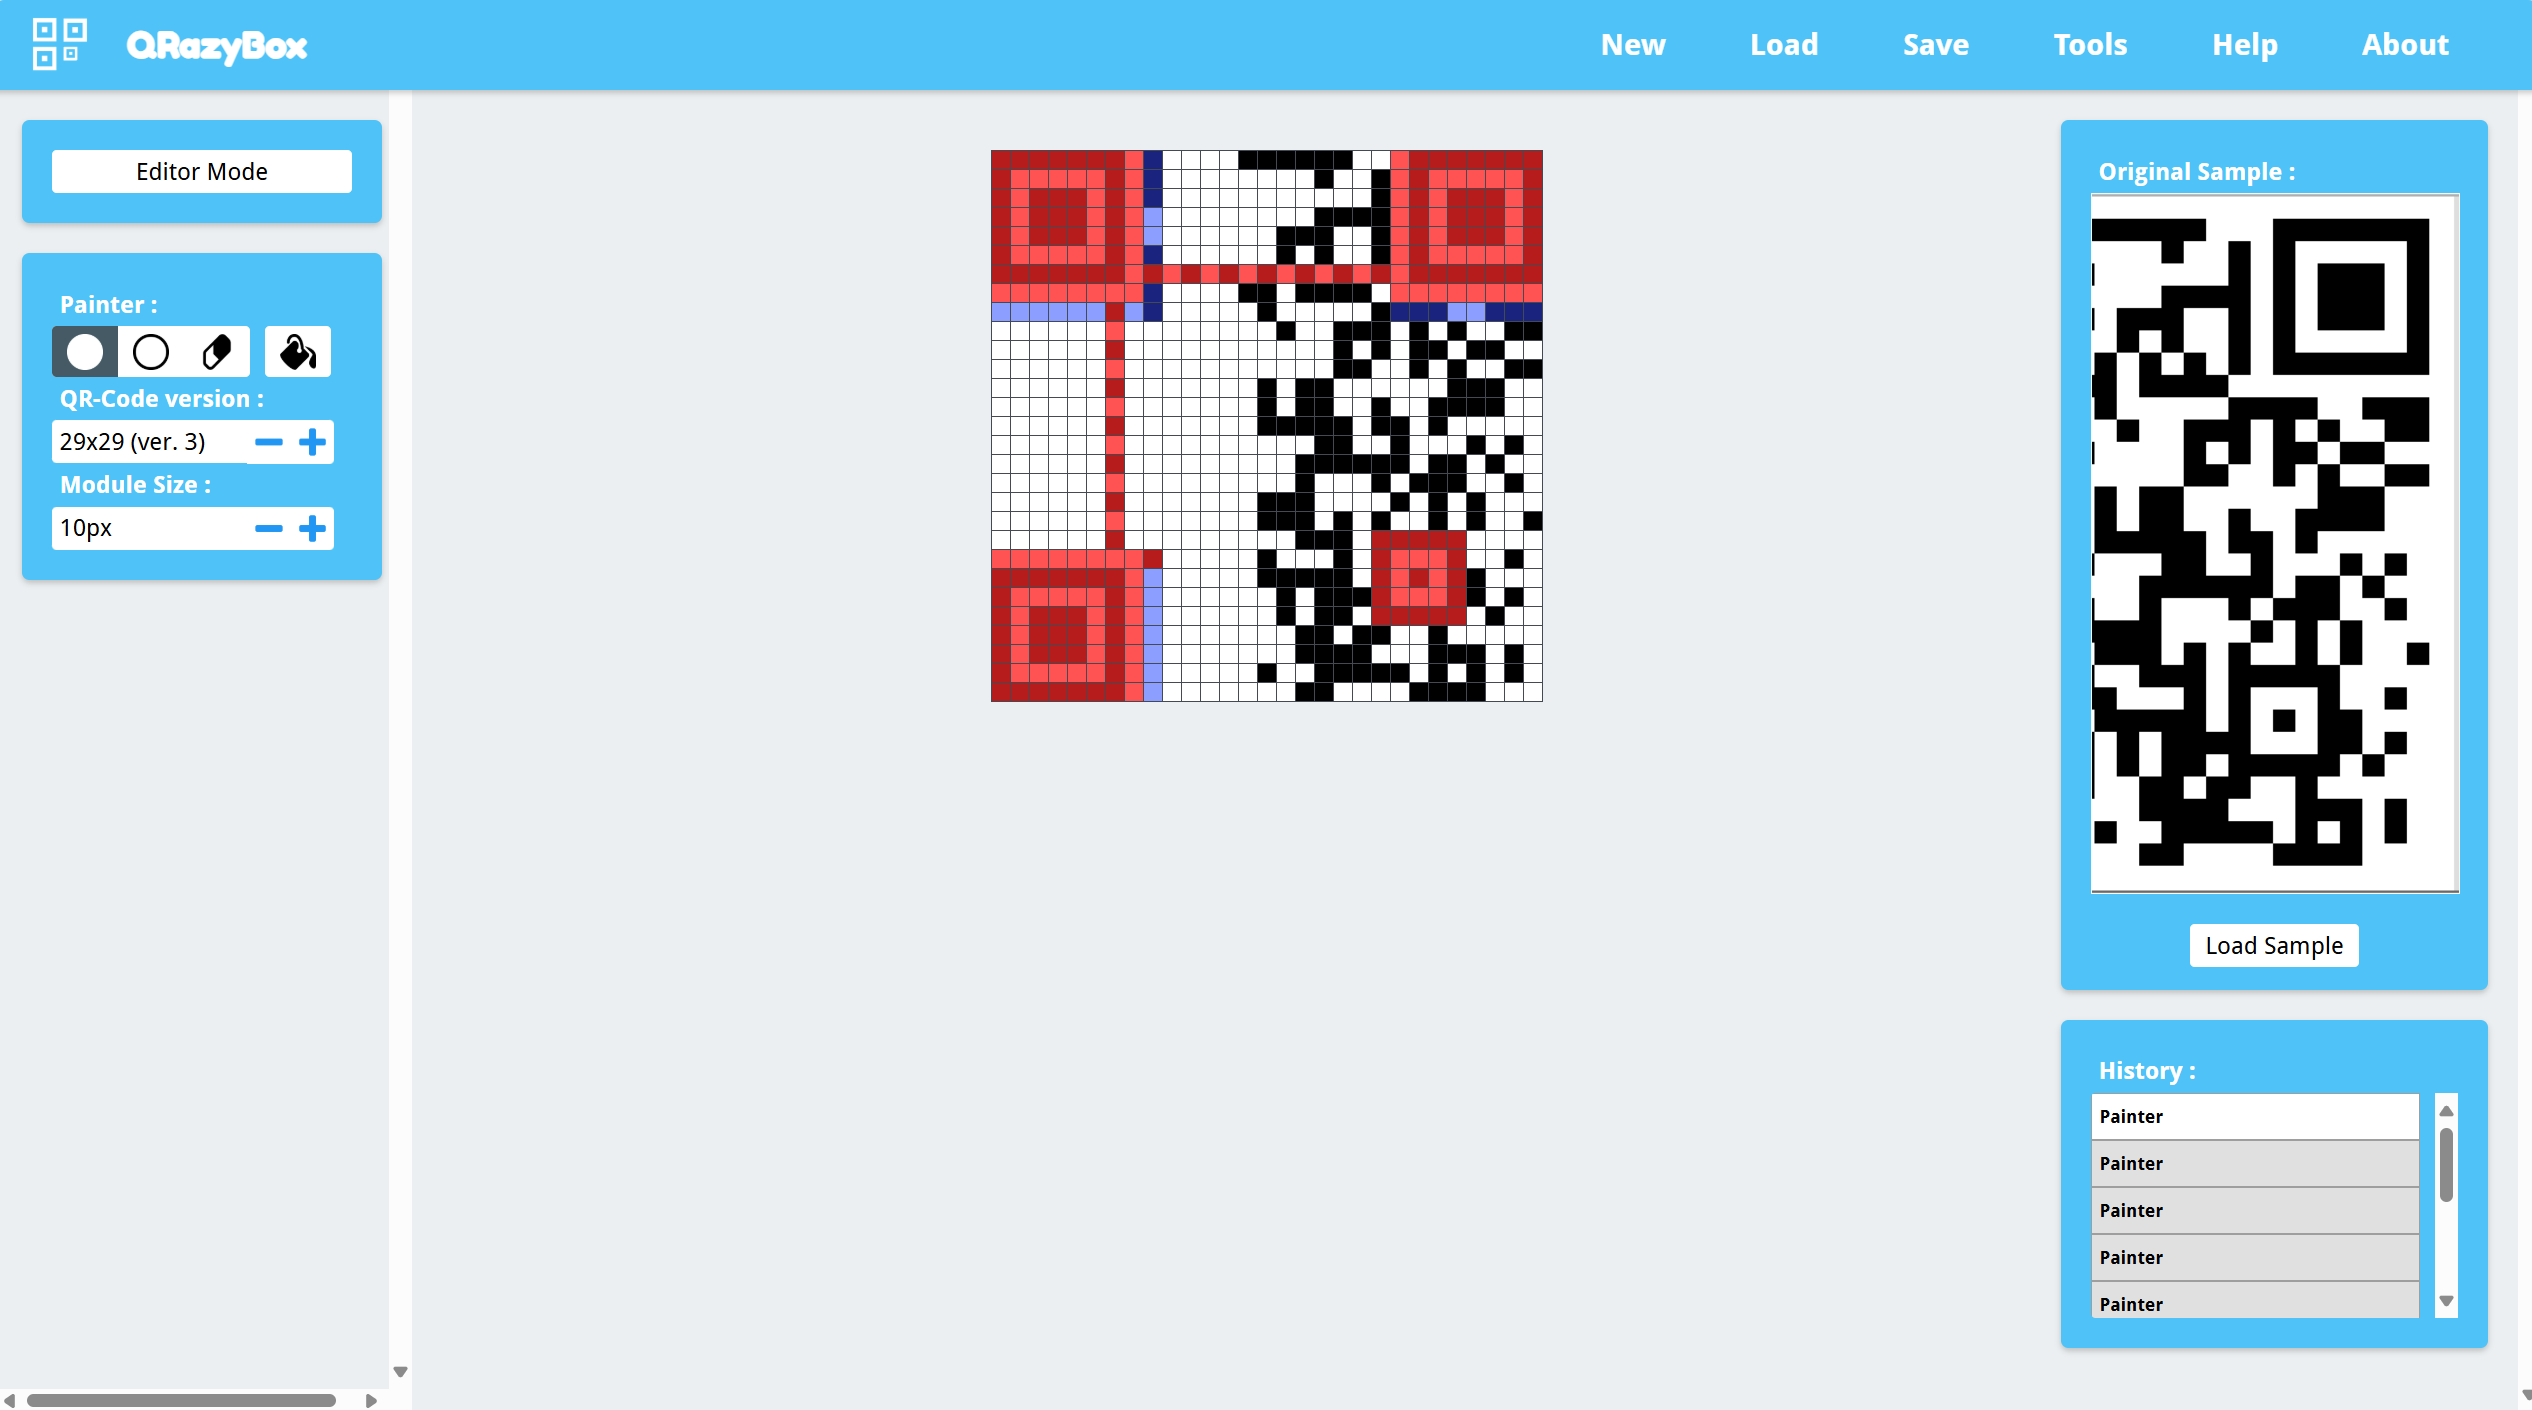 QRazyBox New Load Save Tools Help About
Editor Mode
Painter :
QR-Code version :
29x29 (ver. 3)
Module Size :
10px
Original Sample :
Load Sample
History :
Painter
Painter
Painter
Painter
Painter